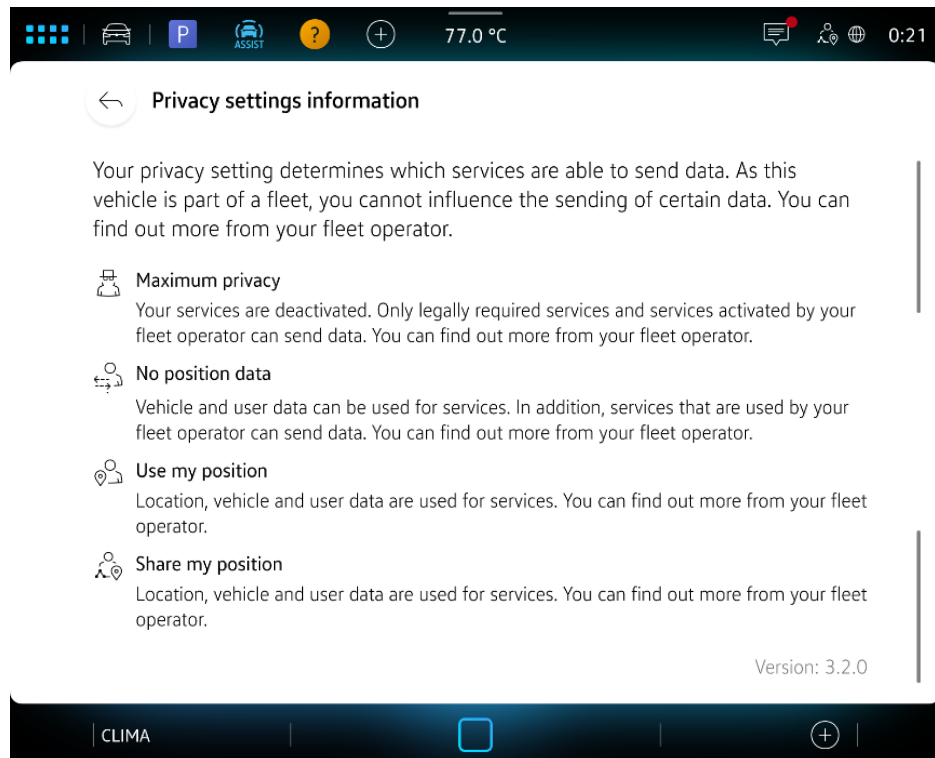 P
ASSIST
?
77.0 °C
0:21
Privacy settings information
Your privacy setting determines which services are able to send data. As this
vehicle is part of a fleet, you cannot influence the sending of certain data. You can
find out more from your fleet operator.
Maximum privacy
Your services are deactivated. Only legally required services and services activated by your
fleet operator can send data. You can find out more from your fleet operator.
No position data
Vehicle and user data can be used for services. In addition, services that are used by your
fleet operator can send data. You can find out more from your fleet operator.
Use my position
Location, vehicle and user data are used for services. You can find out more from your fleet
operator.
Share my position
Location, vehicle and user data are used for services. You can find out more from your fleet
operator.
Version: 3.2.0
CLIMA